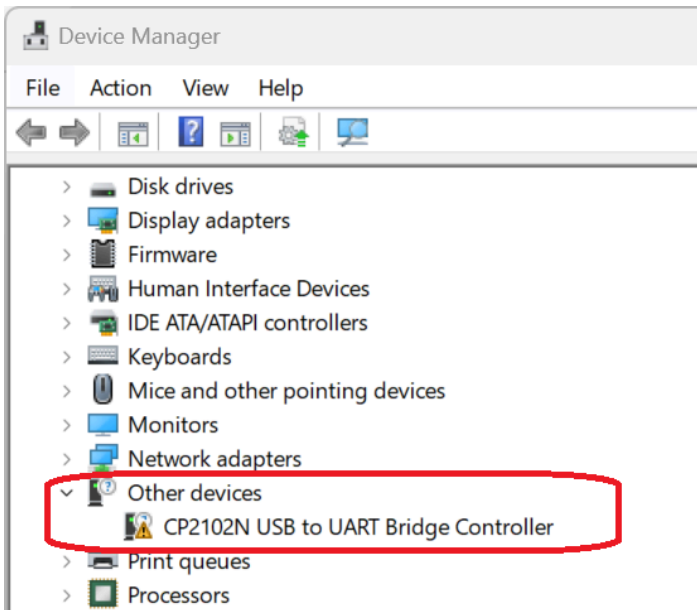 Device Manager
File Action View Help
Disk drives
Display adapters
Firmware
Human Interface Devices
IDE ATA/ATAPI controllers
Keyboards
Mice and other pointing devices
Monitors
Network adapters
Other devices
CP2102N USB to UART Bridge Controller
Print queues
Processors